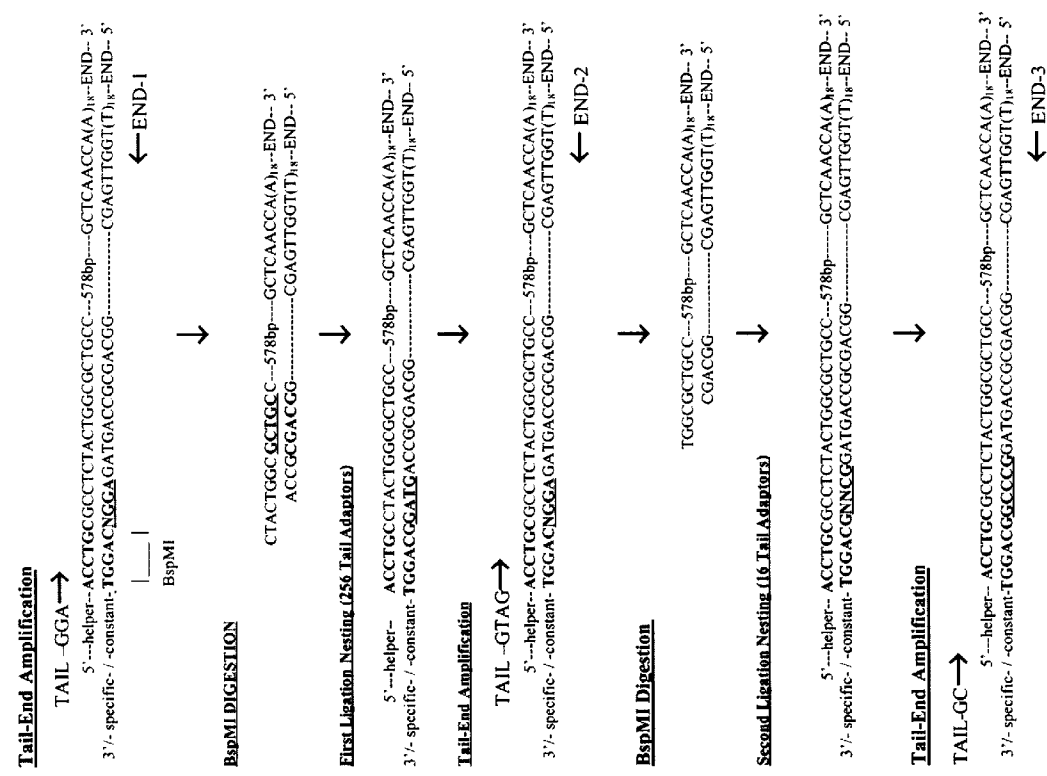 Tail-End Amplification
TAIL –GGA→
5'---helper-- ACCTGCGCCTCTACTGGCGCTGCC---578bp----GCTCAACCA(A)18--END-- 3'
3'/- specific- / -constant- TGGACNGGAGATGACCGCGACGG-----------CGAGTTGGT(T)18--END-- 5'
BspMI
← END-1
BspMI DIGESTION
CTACTGGCGCTGCC---578bp----GCTCAACCA(A)18--END-- 3'
ACCGCGACGG-----------CGAGTTGGT(T)18--END-- 5'
First Ligation Nesting (256 Tail Adaptors)
5'---helper-- ACCTGCCTACTGGCGCTGCC---578bp----GCTCAACCA(A)18--END-- 3'
3'/- specific- / -constant- TGGACGGATGACCGCGACGG-----------CGAGTTGGT(T)18--END-- 5'
Tail-End Amplification
TAIL –GTAG→
5'---helper-- ACCTGCGCCTCTACTGGCGCTGCC---578bp----GCTCAACCA(A)18--END-- 3'
3'/- specific- / -constant- TGGACNGGAGATGACCGCGACGG-----------CGAGTTGGT(T)18--END-- 5'
← END-2
BspMI Digestion
TGGCGCTGCC---578bp----GCTCAACCA(A)18--END-- 3'
CGACGG-----------CGAGTTGGT(T)18--END-- 5'
Second Ligation Nesting (16 Tail Adaptors)
5'---helper-- ACCTGCGCCTCTACTGGCGCTGCC---578bp----GCTCAACCA(A)18--END-- 3'
3'/- specific- / -constant- TGGACGNNCGGATGACCGCGACGG-----------CGAGTTGGT(T)18--END-- 5'
Tail-End Amplification
TAIL-GC→
5'---helper-- ACCTGCGCCTCTACTGGCGCTGCC---578bp----GCTCAACCA(A)18--END-- 3'
3'/- specific- / -constant-TGGACGGCCCGGATGACCGCGACGG-----------CGAGTTGGT(T)18--END-- 5'
← END-3